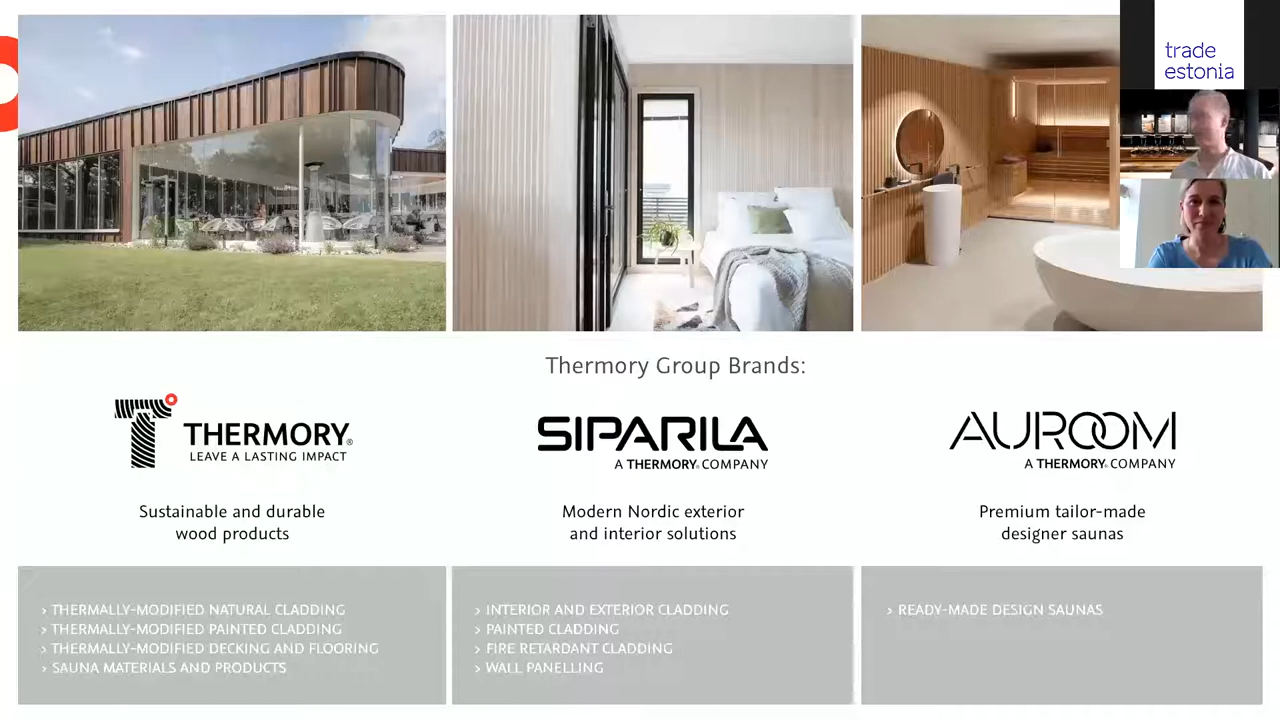 trade
estonia
Thermory Group Brands:
THERMORY®
LEAVE A LASTING IMPACT
Sustainable and durable
wood products
> THERMALLY-MODIFIED NATURAL CLADDING
> THERMALLY-MODIFIED PAINTED CLADDING
> THERMALLY-MODIFIED DECKING AND FLOORING
> SAUNA MATERIALS AND PRODUCTS
SIPARILA
A THERMORY® COMPANY
Modern Nordic exterior
and interior solutions
> INTERIOR AND EXTERIOR CLADDING
> PAINTED CLADDING
> FIRE RETARDANT CLADDING
> WALL PANELLING
AUROOM
A THERMORY® COMPANY
Premium tailor-made
designer saunas
> READY-MADE DESIGN SAUNAS